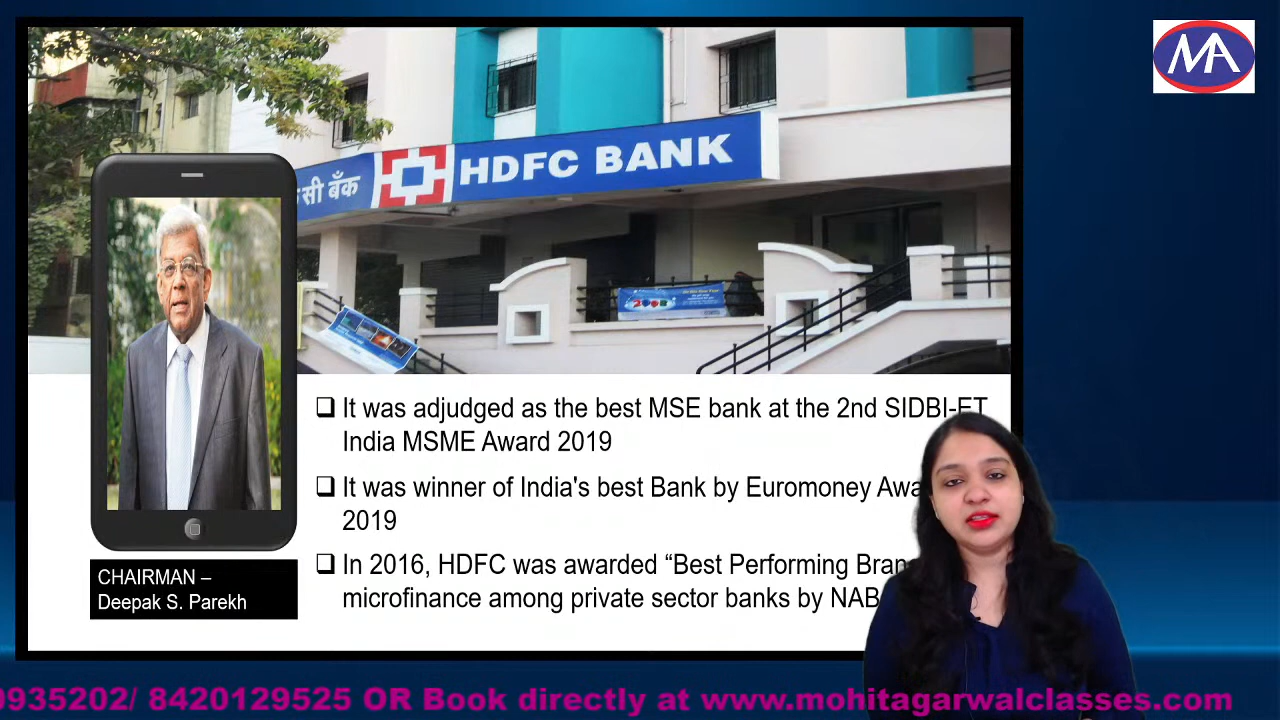 MA
सी बँक HDFC BANK
2008
CHAIRMAN –
Deepak S. Parekh
It was adjudged as the best MSE bank at the 2nd SIDBI-ET
India MSME Award 2019
It was winner of India's best Bank by Euromoney Awa
2019
In 2016, HDFC was awarded “Best Performing Bran
microfinance among private sector banks by NAB
0935202/ 8420129525 OR Book directly at www.mohitagarwalclasses.com